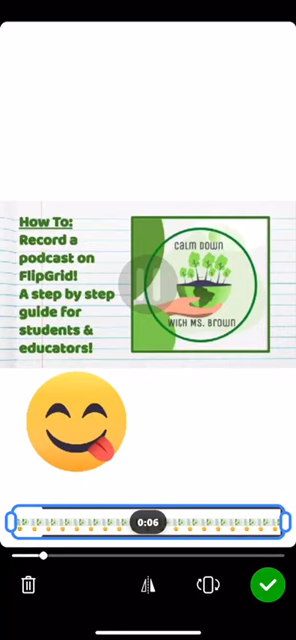 How To:
Record a
podcast on
FlipGrid!
A step by step
guide for
students &
educators!
CALM DOWN
WITH MS. BROWN
0:06